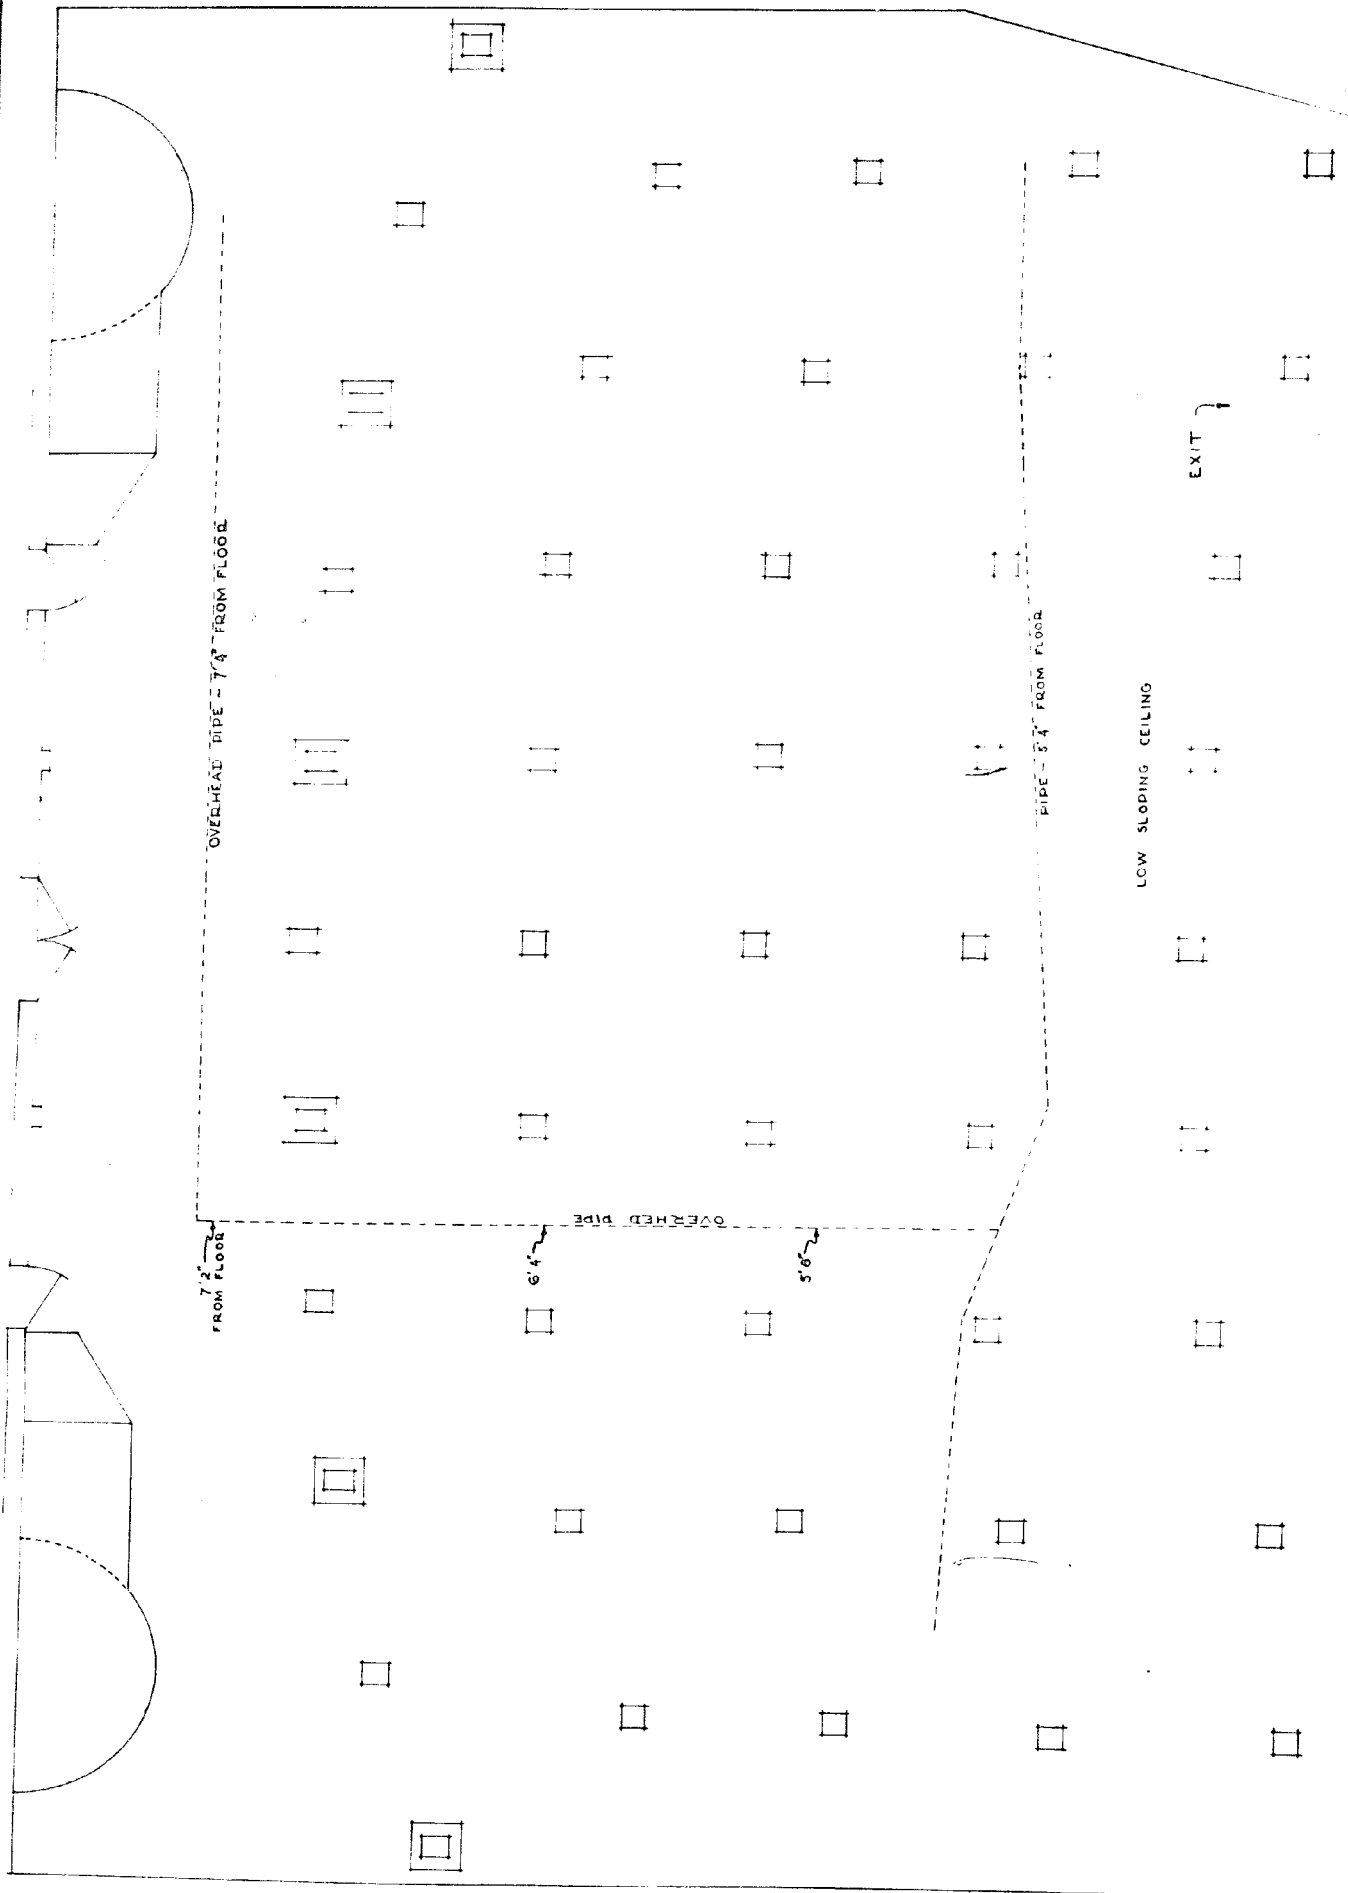 OVERHEAD PIPE - 7'4" FROM FLOOR
EXIT
PIPE - 5'4" FROM FLOOR
LOW SLOPING CEILING
OVERHED PIPE
7'2"
FROM FLOOR
6'4"
5'8"